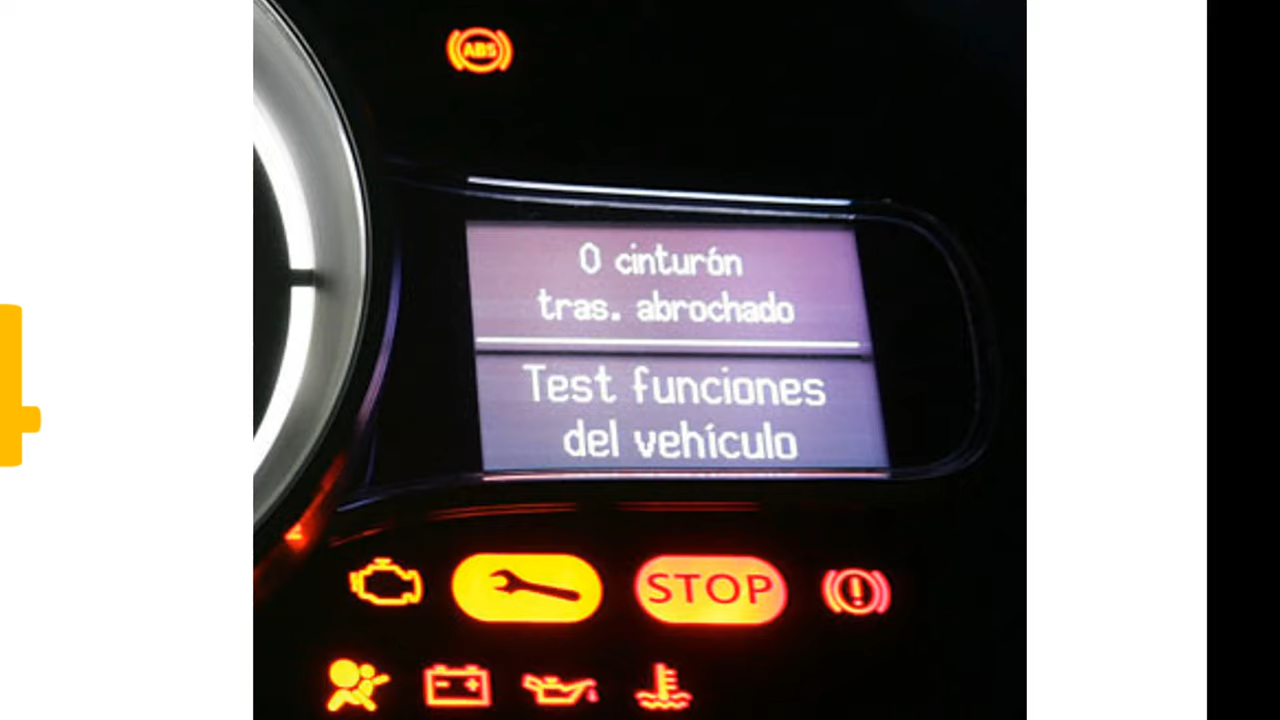 ABS
0 cinturón
tras. abrochado
Test funciones
del vehículo
STOP